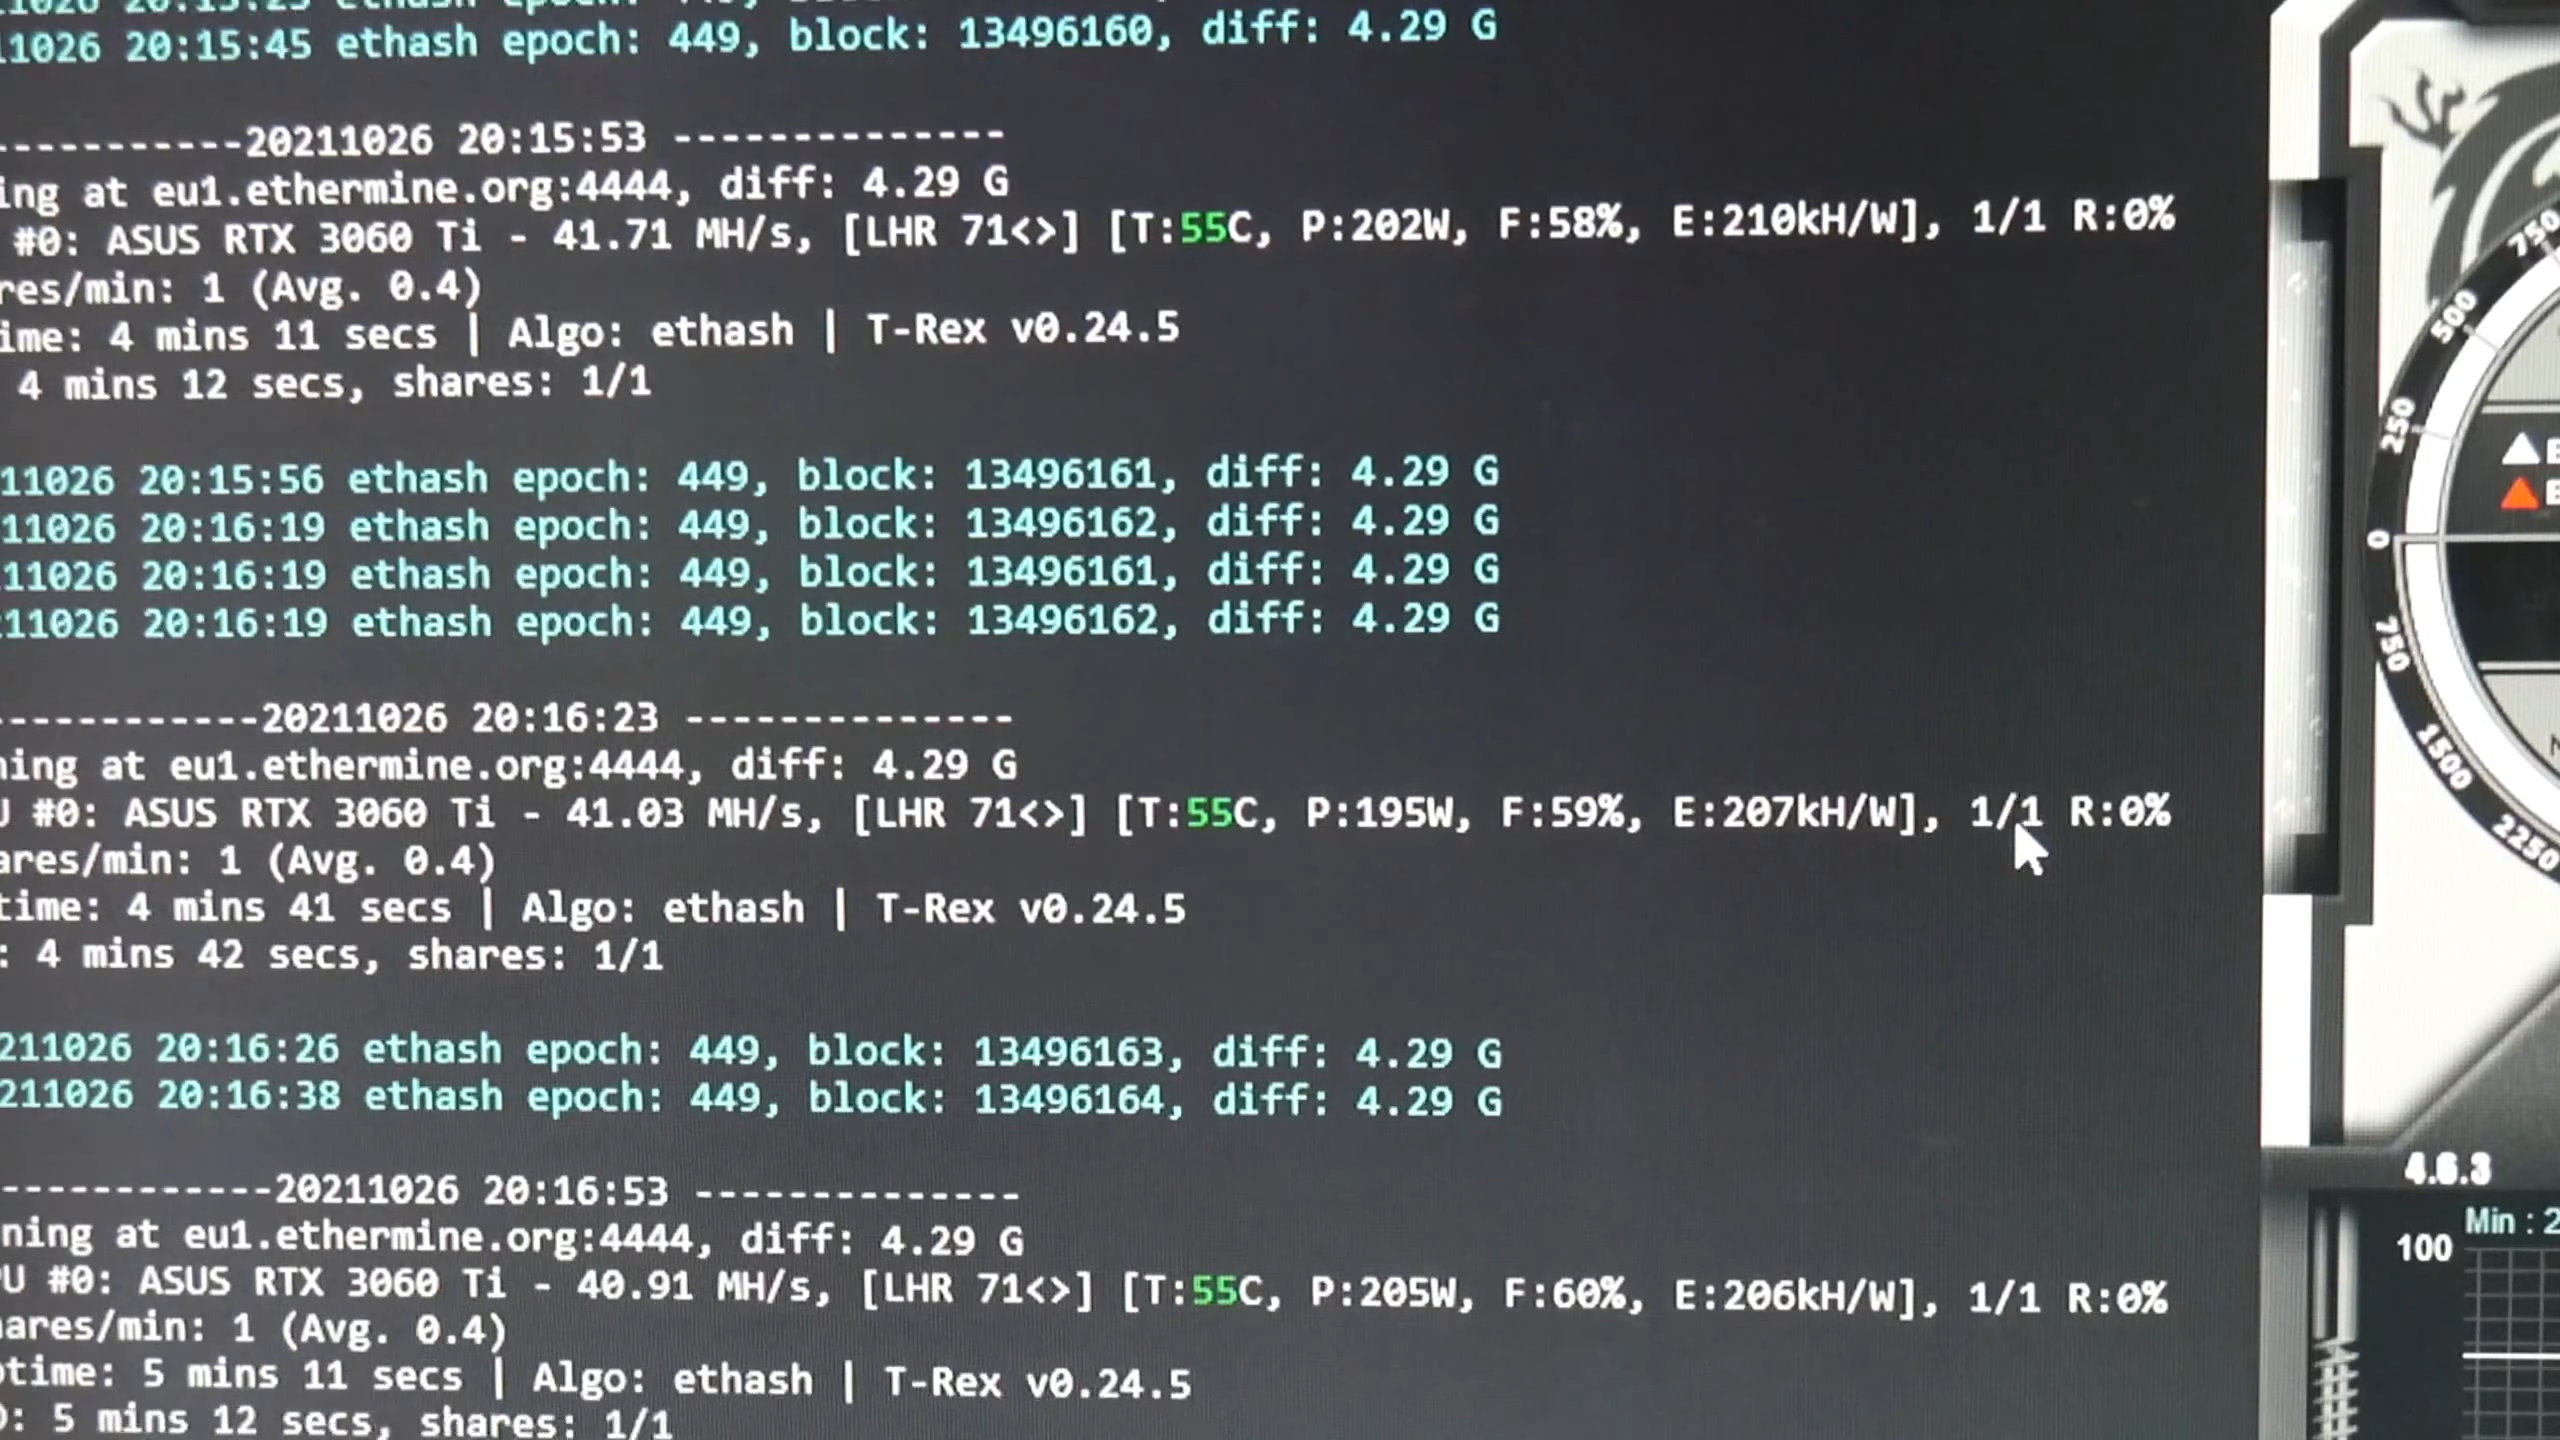 11026 20:15:45 ethash epoch: 449, block: 13496160, diff: 4.29 G
-----------20211026 20:15:53 --------------
ing at eu1.ethermine.org:4444, diff: 4.29 G
#0: ASUS RTX 3060 Ti - 41.71 MH/s, [LHR 71<>] [T:55C, P:202W, F:58%, E:210kH/W], 1/1 R:0%
res/min: 1 (Avg. 0.4)
ime: 4 mins 11 secs | Algo: ethash | T-Rex v0.24.5
4 mins 12 secs, shares: 1/1
11026 20:15:56 ethash epoch: 449, block: 13496161, diff: 4.29 G
11026 20:16:19 ethash epoch: 449, block: 13496162, diff: 4.29 G
11026 20:16:19 ethash epoch: 449, block: 13496161, diff: 4.29 G
11026 20:16:19 ethash epoch: 449, block: 13496162, diff: 4.29 G
------------20211026 20:16:23 --------------
ning at eu1.ethermine.org:4444, diff: 4.29 G
U #0: ASUS RTX 3060 Ti - 41.03 MH/s, [LHR 71<>] [T:55C, P:195W, F:59%, E:207kH/W], 1/1 R:0%
ares/min: 1 (Avg. 0.4)
time: 4 mins 41 secs | Algo: ethash | T-Rex v0.24.5
: 4 mins 42 secs, shares: 1/1
211026 20:16:26 ethash epoch: 449, block: 13496163, diff: 4.29 G
211026 20:16:38 ethash epoch: 449, block: 13496164, diff: 4.29 G
------------20211026 20:16:53 --------------
ning at eu1.ethermine.org:4444, diff: 4.29 G
PU #0: ASUS RTX 3060 Ti - 40.91 MH/s, [LHR 71<>] [T:55C, P:205W, F:60%, E:206kH/W], 1/1 R:0%
hares/min: 1 (Avg. 0.4)
ptime: 5 mins 11 secs | Algo: ethash | T-Rex v0.24.5
D: 5 mins 12 secs, shares: 1/1
750
500
250
0
750
1500
2250
4.6.3
Min : 2
100